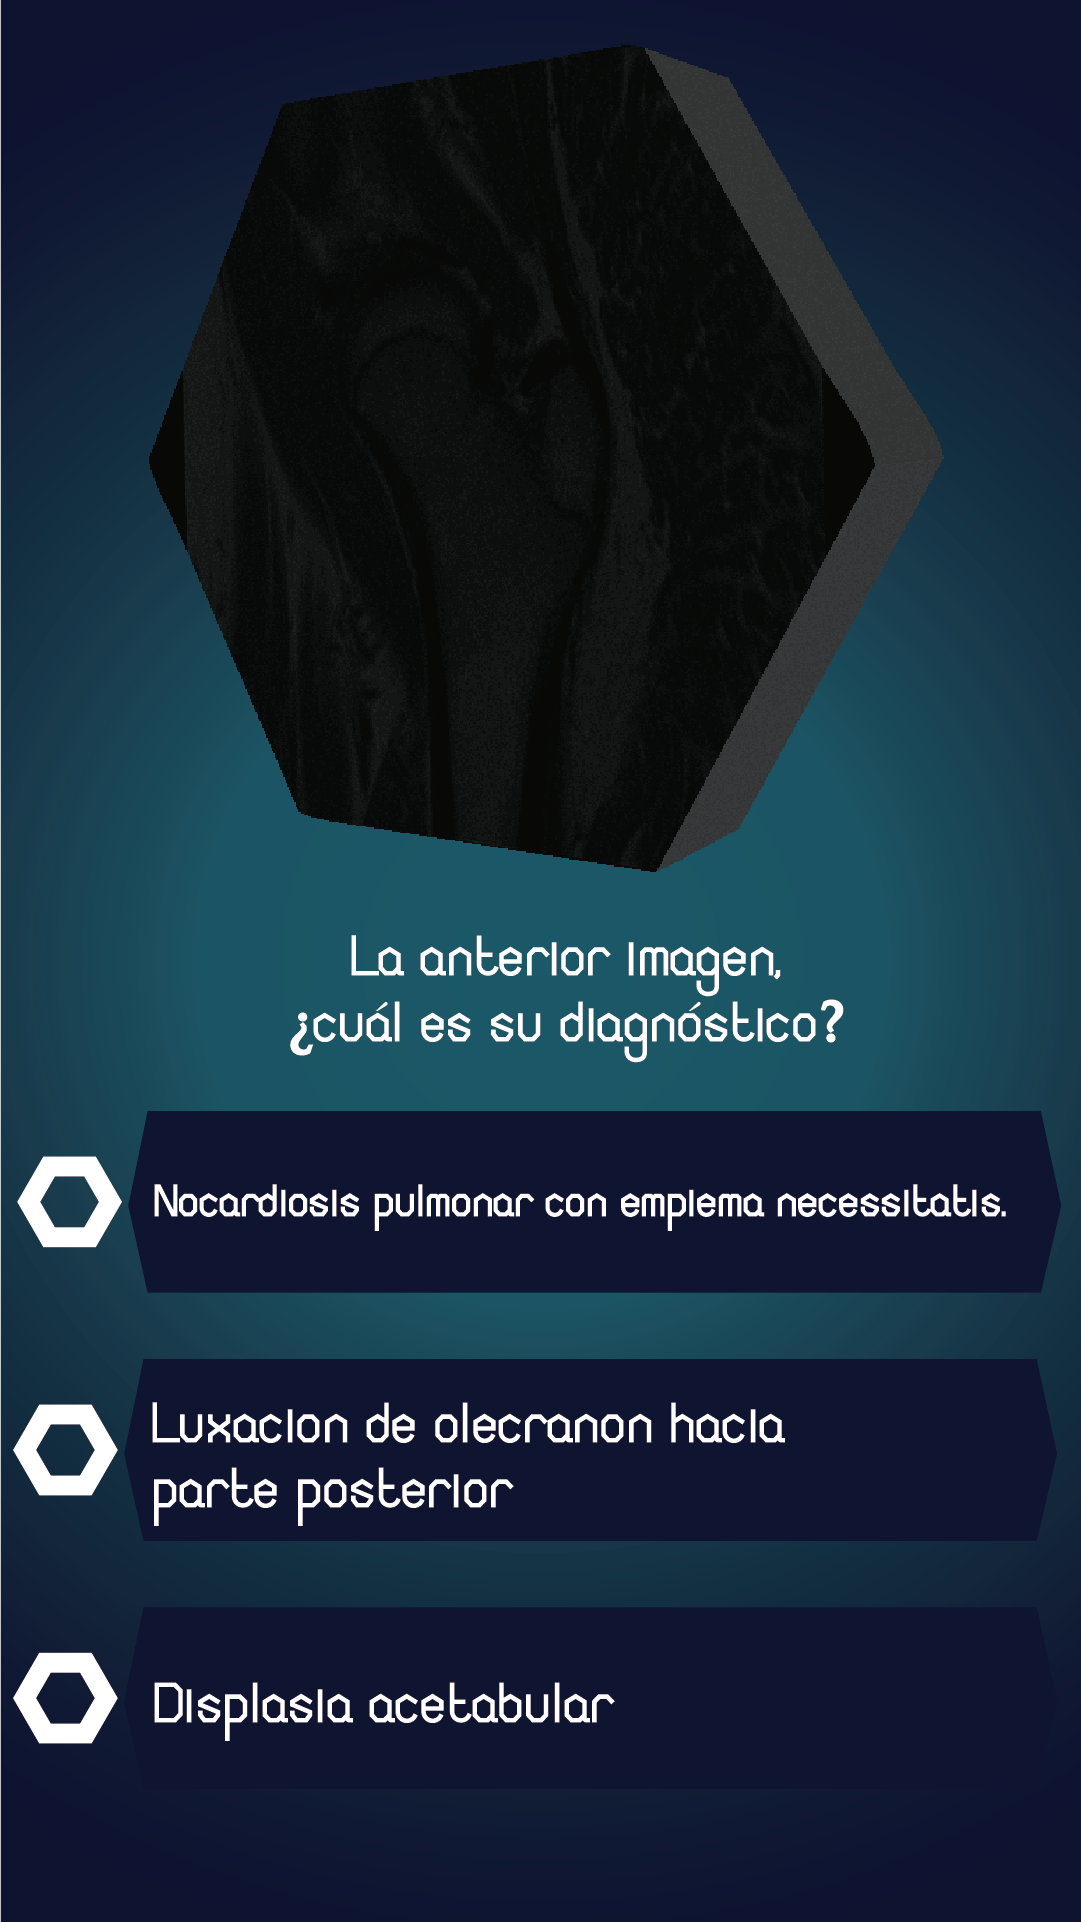 La anterior imagen,
¿cuál es su diagnóstico?
Nocardiosis pulmonar con empiema necessitatis.
Luxacion de olecranon hacia
parte posterior
Displasia acetabular